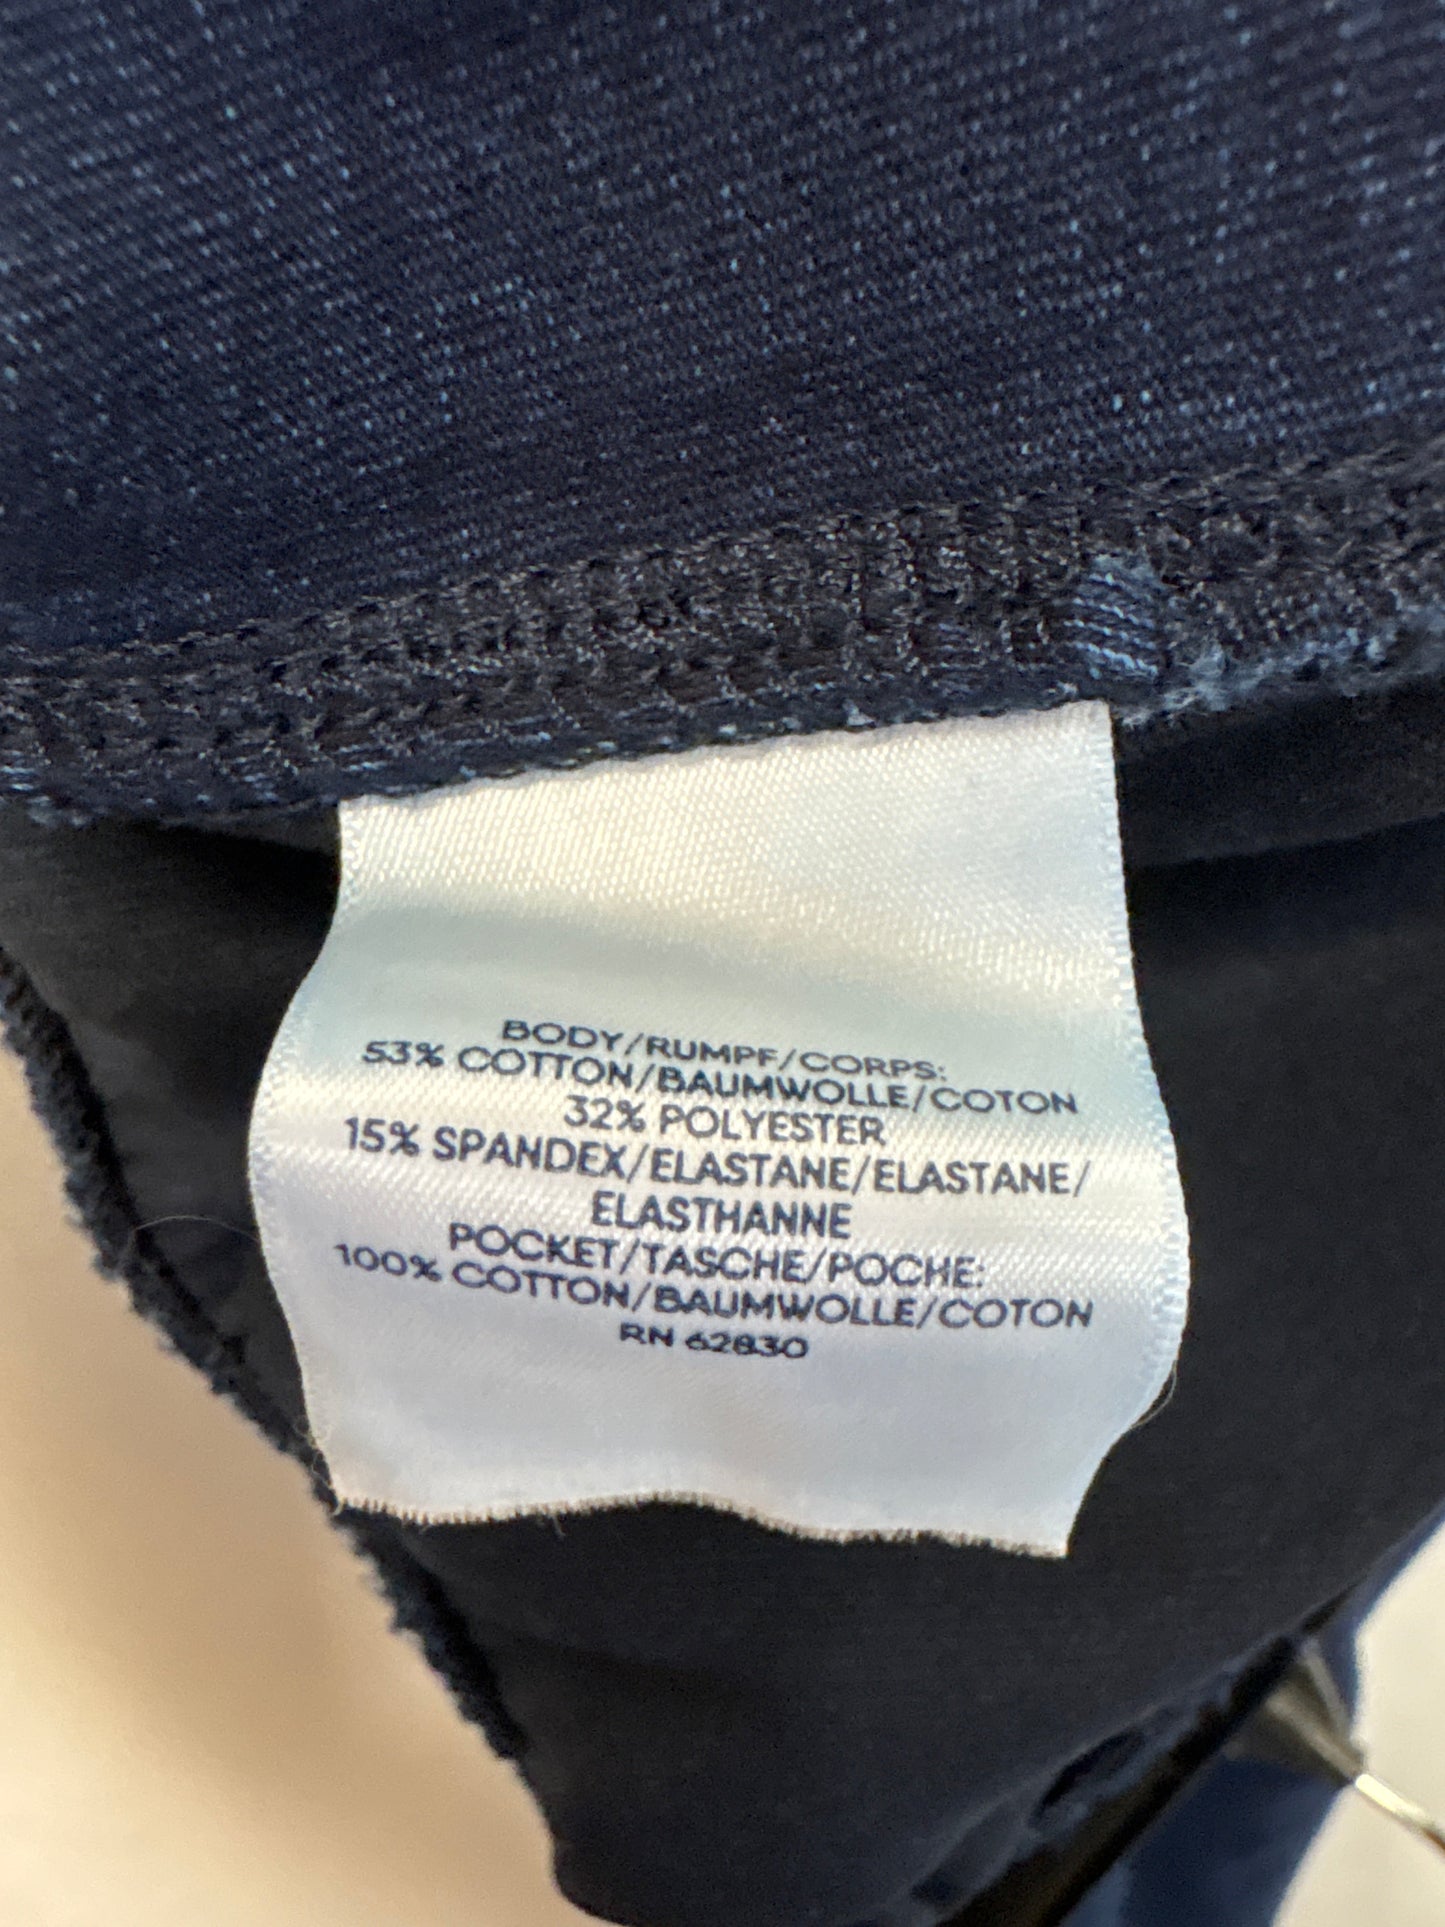 BODY/RUMPF/CORPS:
53% COTTON/BAUMWOLLE/COTON
32% POLYESTER
15% SPANDEX/ELASTANE/ELASTANE/
ELASTHANNE
POCKET/TASCHE/POCHE:
100% COTTON/BAUMWOLLE/COTON
RN 62830